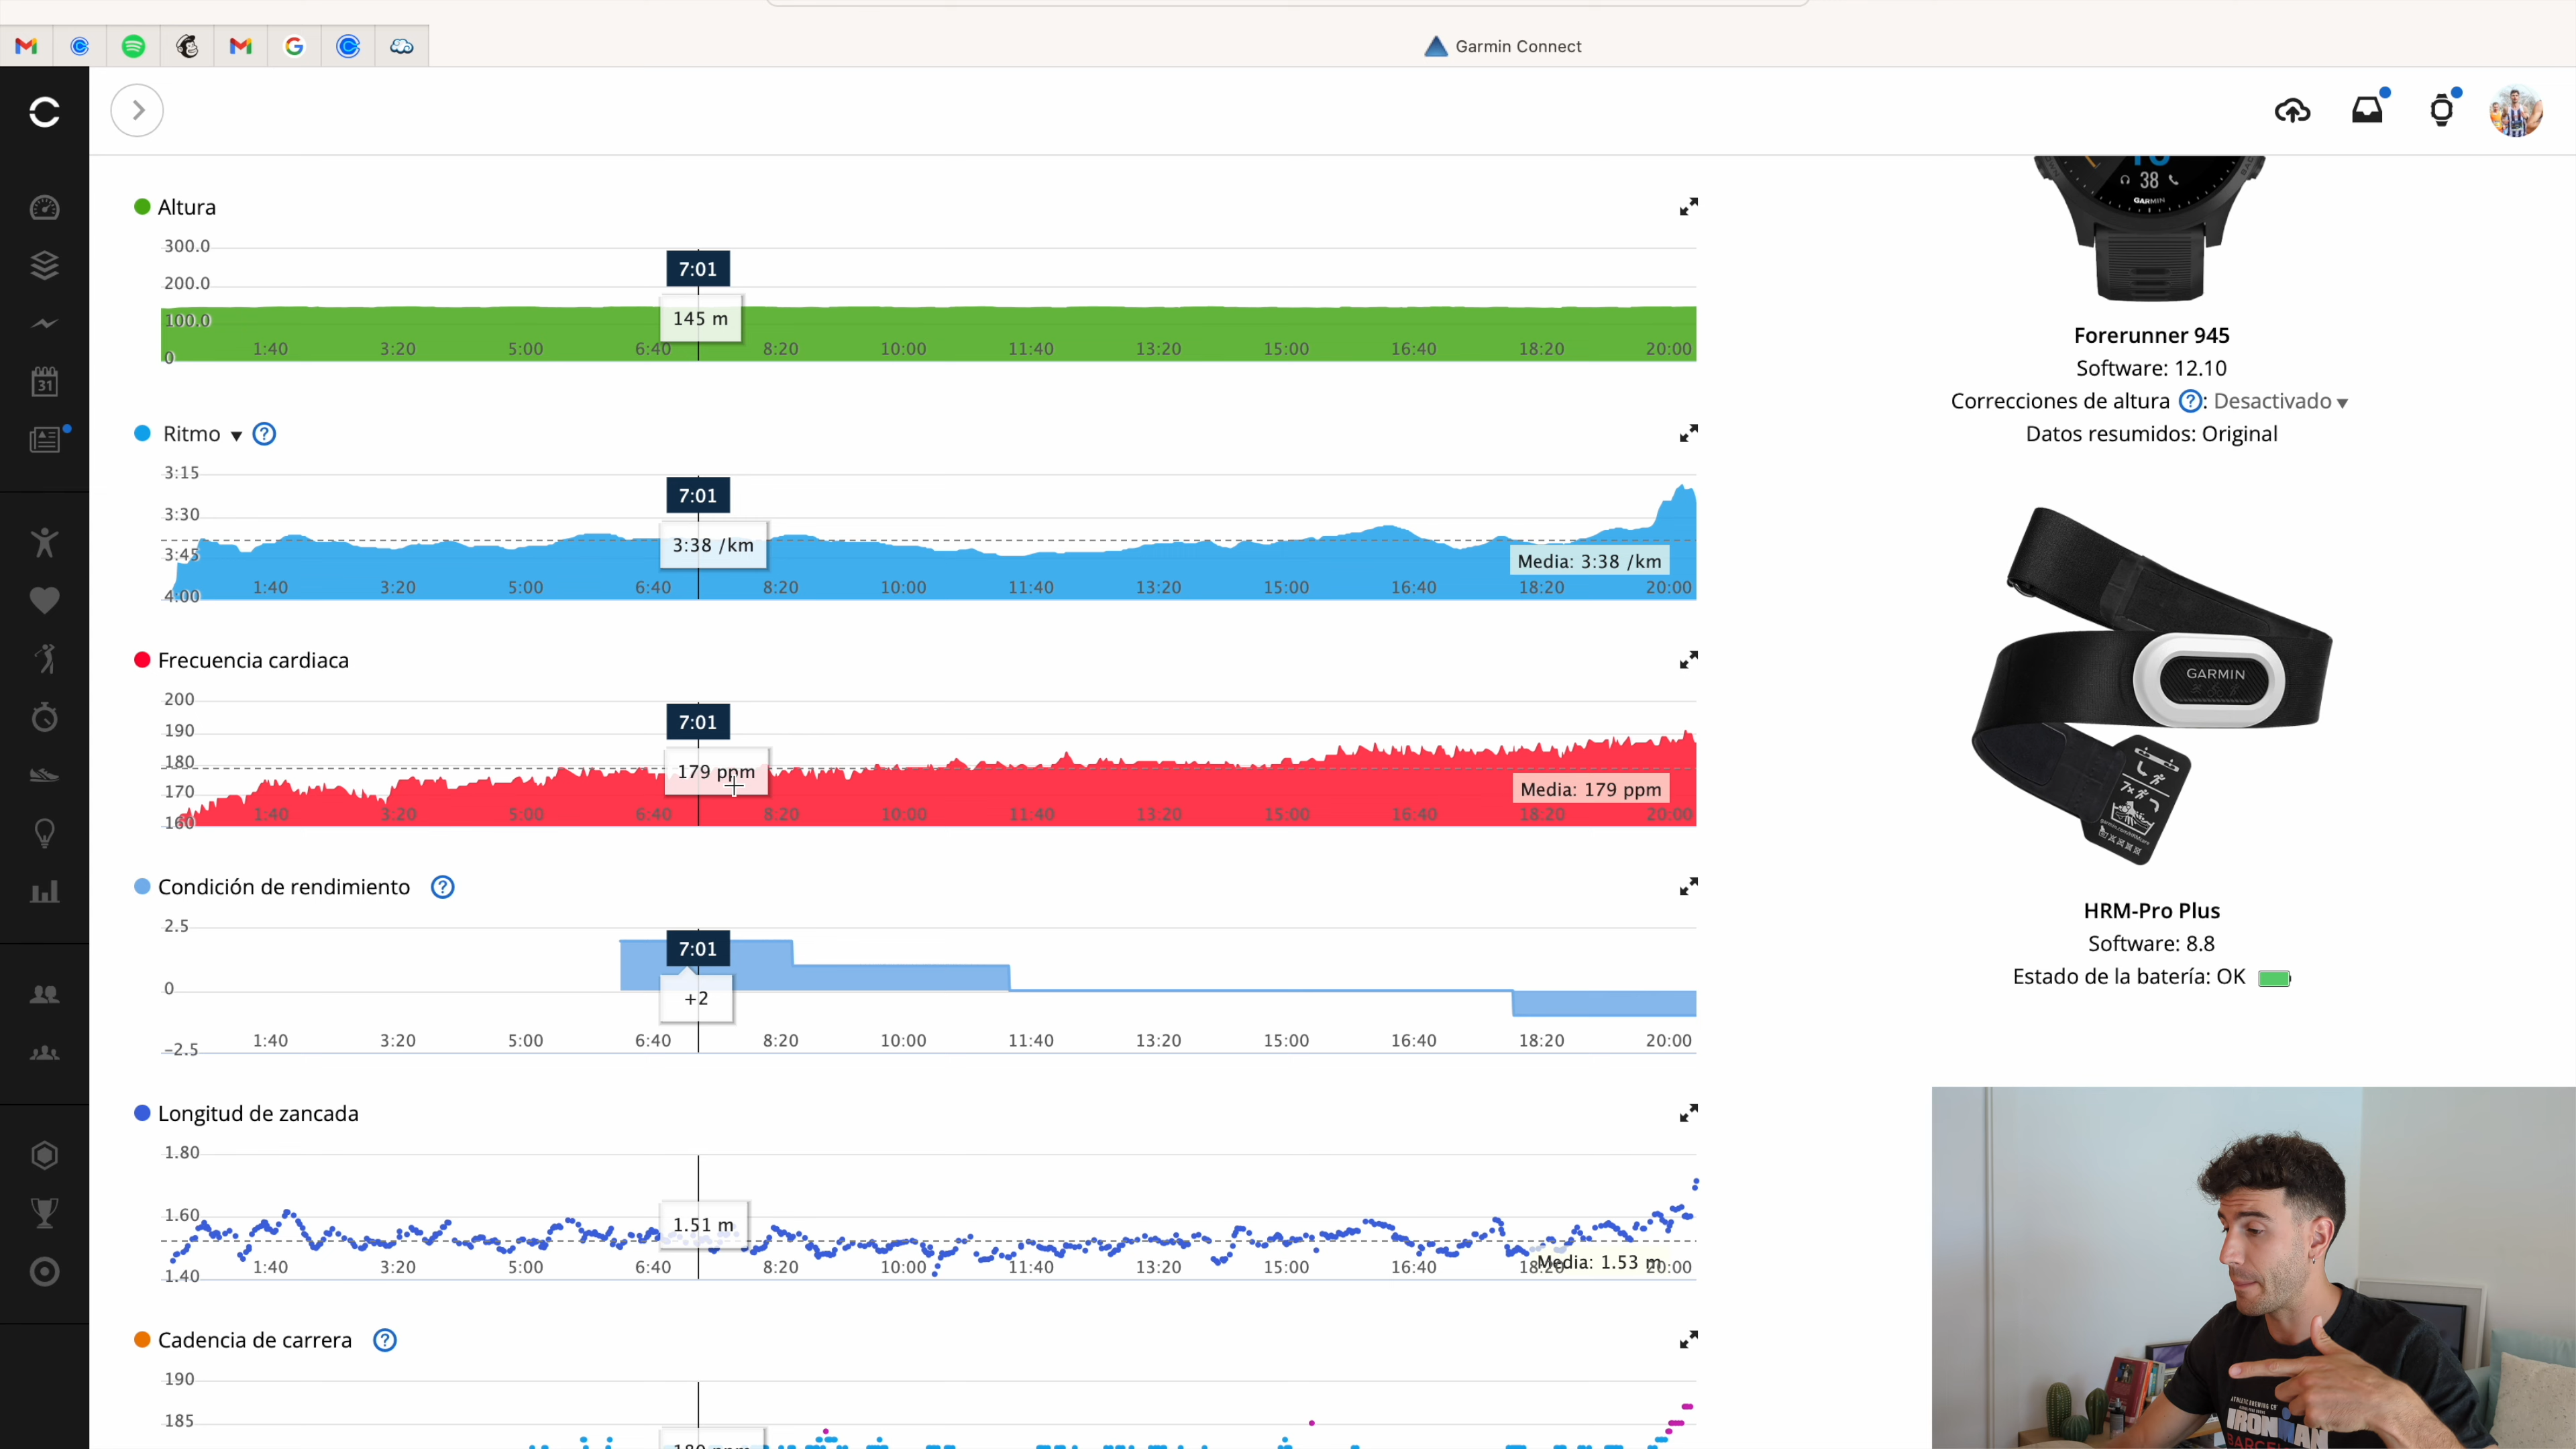 Garmin Connect
31
Altura
300.0
200.0
100.0
0
7:01
145 m
1:40 3:20 5:00 6:40 8:20 10:00 11:40 13:20 15:00 16:40 18:20 20:00
Ritmo ▼ ?
3:15
3:30
3:45
4:00
7:01
3:38 /km
Media: 3:38 /km
1:40 3:20 5:00 6:40 8:20 10:00 11:40 13:20 15:00 16:40 18:20 20:00
Frecuencia cardiaca
200
190
180
170
160
7:01
179 ppm
Media: 179 ppm
1:40 3:20 5:00 6:40 8:20 10:00 11:40 13:20 15:00 16:40 18:20 20:00
Condición de rendimiento ?
2.5
0
-2.5
7:01
+2
1:40 3:20 5:00 6:40 8:20 10:00 11:40 13:20 15:00 16:40 18:20 20:00
Longitud de zancada
1.80
1.60
1.40
1.51 m
Media: 1.53 m
1:40 3:20 5:00 6:40 8:20 10:00 11:40 13:20 15:00 16:40 18:20 20:00
Cadencia de carrera ?
190
185
38
GARMIN
Forerunner 945
Software: 12.10
Correcciones de altura ?: Desactivado ▼
Datos resumidos: Original
GARMIN
7x
HRM-Pro Plus
Software: 8.8
Estado de la batería: OK
IRONMAN